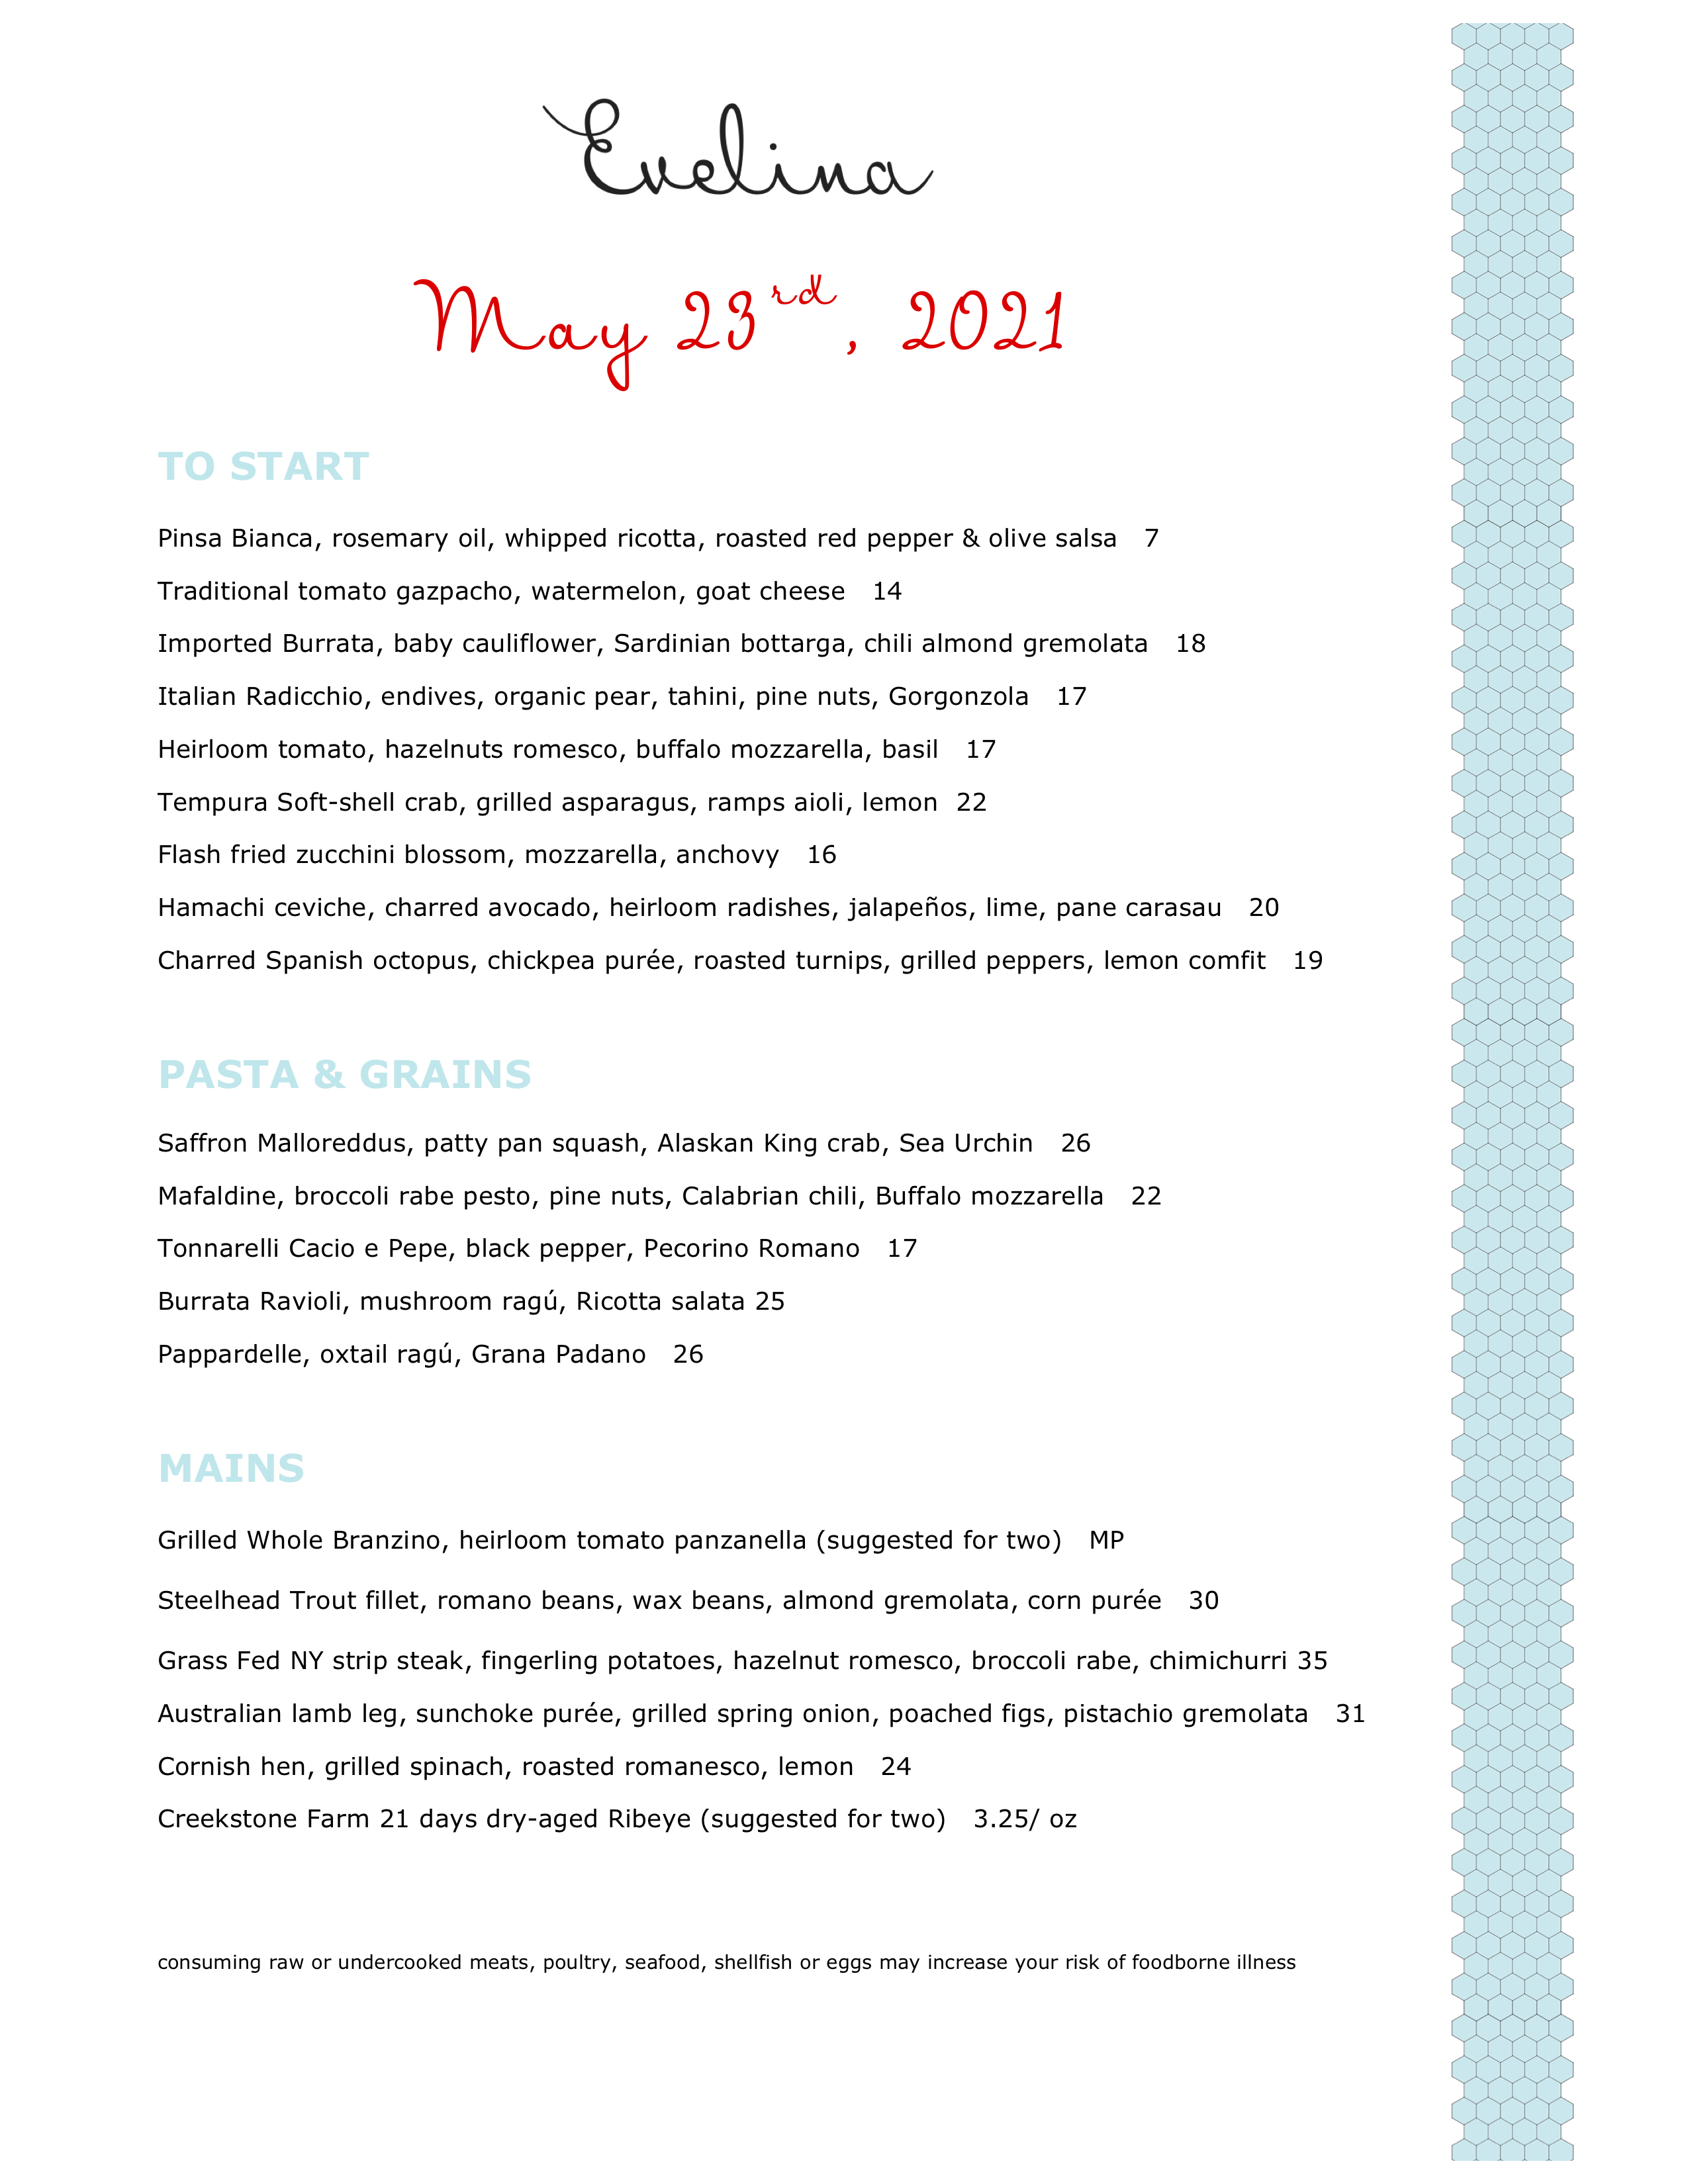 Evelina
May 23rd, 2021
TO START
Pinsa Bianca, rosemary oil, whipped ricotta, roasted red pepper & olive salsa 7
Traditional tomato gazpacho, watermelon, goat cheese 14
Imported Burrata, baby cauliflower, Sardinian bottarga, chili almond gremolata 18
Italian Radicchio, endives, organic pear, tahini, pine nuts, Gorgonzola 17
Heirloom tomato, hazelnuts romesco, buffalo mozzarella, basil 17
Tempura Soft-shell crab, grilled asparagus, ramps aioli, lemon 22
Flash fried zucchini blossom, mozzarella, anchovy 16
Hamachi ceviche, charred avocado, heirloom radishes, jalapeños, lime, pane carasau 20
Charred Spanish octopus, chickpea purée, roasted turnips, grilled peppers, lemon comfit 19
PASTA & GRAINS
Saffron Malloreddus, patty pan squash, Alaskan King crab, Sea Urchin 26
Mafaldine, broccoli rabe pesto, pine nuts, Calabrian chili, Buffalo mozzarella 22
Tonnarelli Cacio e Pepe, black pepper, Pecorino Romano 17
Burrata Ravioli, mushroom ragú, Ricotta salata 25
Pappardelle, oxtail ragú, Grana Padano 26
MAINS
Grilled Whole Branzino, heirloom tomato panzanella (suggested for two) MP
Steelhead Trout fillet, romano beans, wax beans, almond gremolata, corn purée 30
Grass Fed NY strip steak, fingerling potatoes, hazelnut romesco, broccoli rabe, chimichurri 35
Australian lamb leg, sunchoke purée, grilled spring onion, poached figs, pistachio gremolata 31
Cornish hen, grilled spinach, roasted romanesco, lemon 24
Creekstone Farm 21 days dry-aged Ribeye (suggested for two) 3.25/ oz
consuming raw or undercooked meats, poultry, seafood, shellfish or eggs may increase your risk of foodborne illness